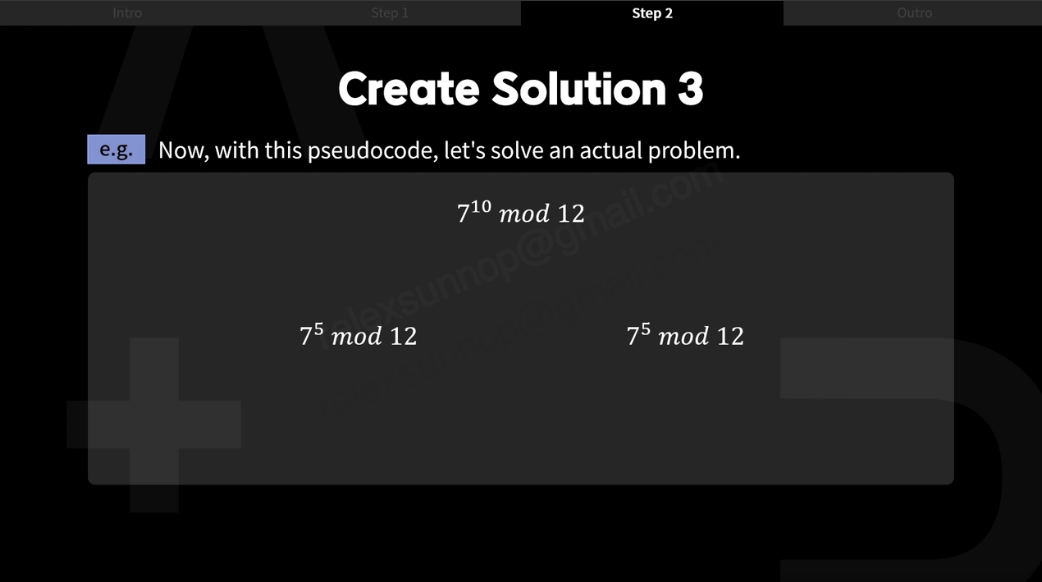 Intro Step 1 Step 2 Outro
Create Solution 3
e.g. Now, with this pseudocode, let's solve an actual problem.
7¹⁰ mod 12
7⁵ mod 12 7⁵ mod 12